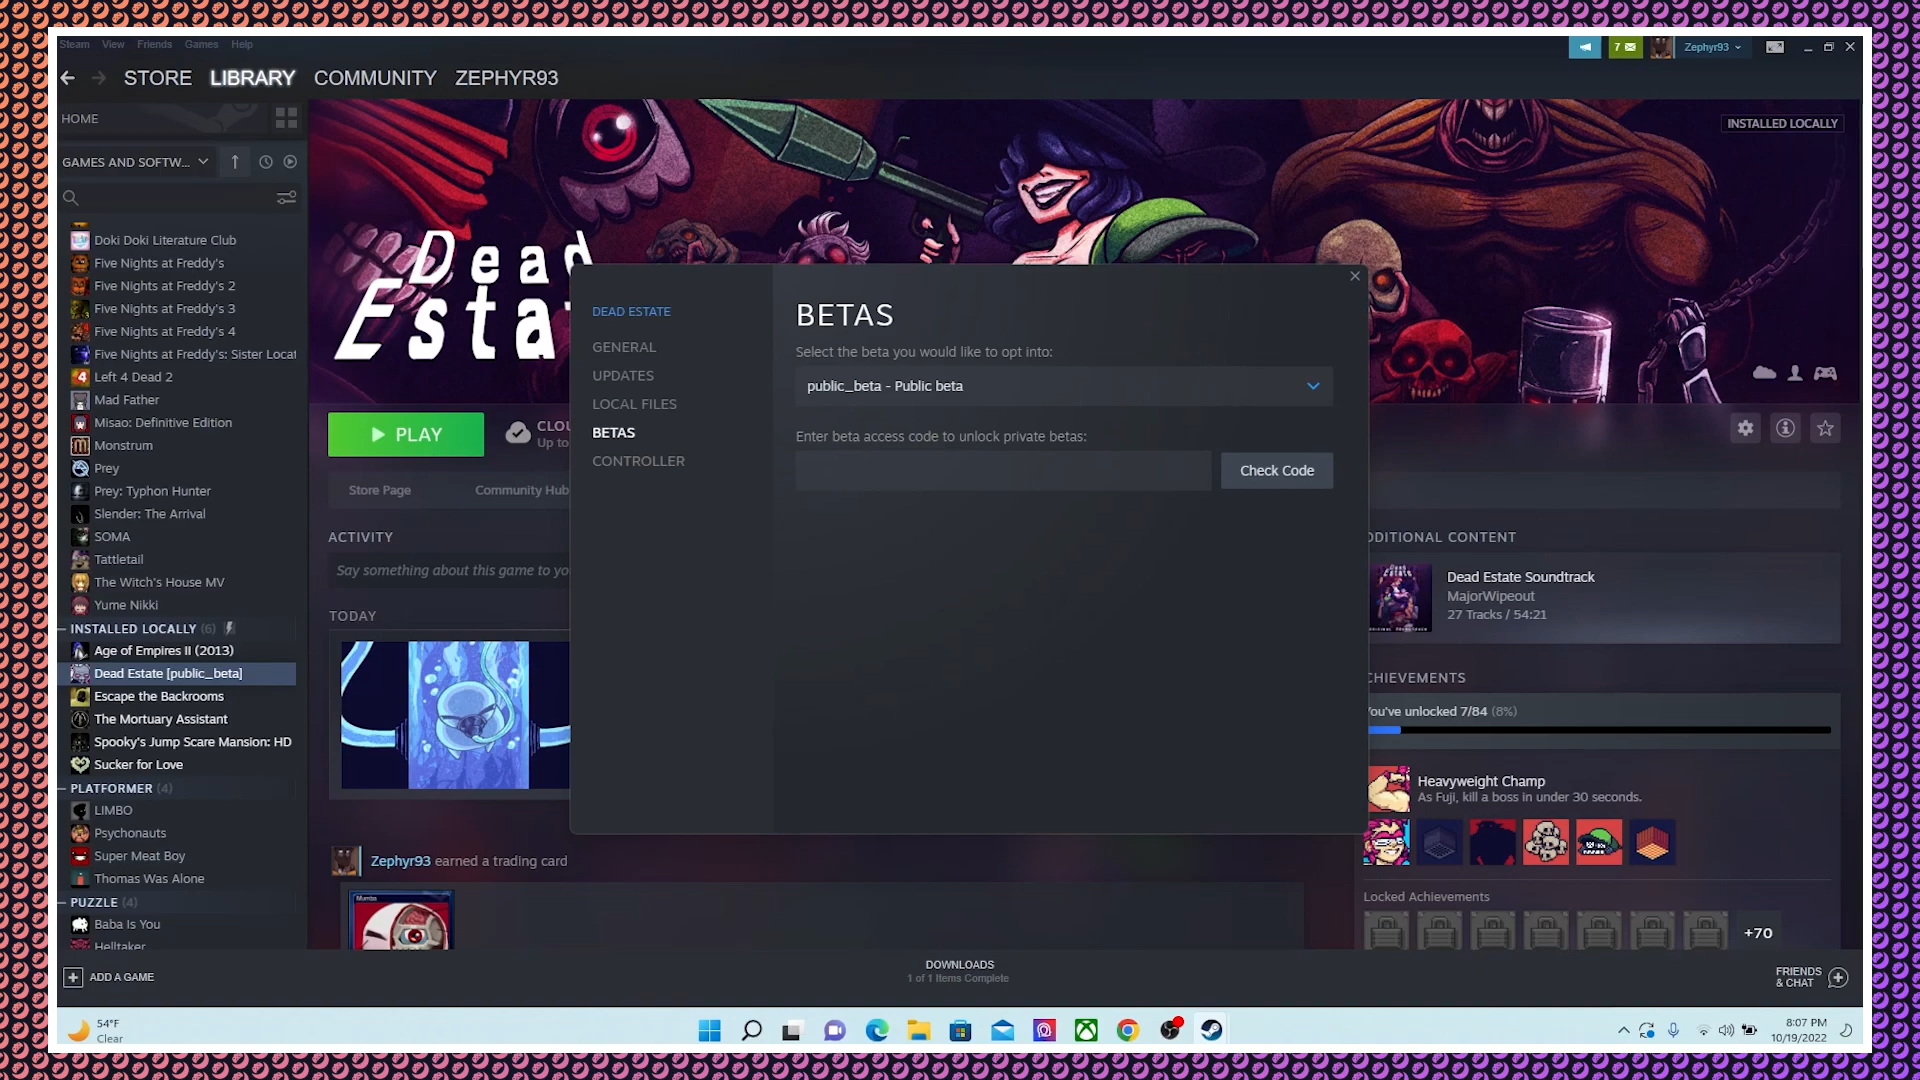 Steam View Friends Games Help
7
Zephyr93
STORE LIBRARY COMMUNITY ZEPHYR93
HOME
INSTALLED LOCALLY
GAMES AND SOFTW...
Doki Doki Literature Club
Five Nights at Freddy's
Five Nights at Freddy's 2
Five Nights at Freddy's 3
Five Nights at Freddy's 4
Five Nights at Freddy's: Sister Locat
Left 4 Dead 2
Mad Father
Misao: Definitive Edition
Monstrum
Prey
Prey: Typhon Hunter
Slender: The Arrival
SOMA
Tattletail
The Witch's House MV
Yume Nikki
INSTALLED LOCALLY (6)
Age of Empires II (2013)
Dead Estate [public_beta]
Escape the Backrooms
The Mortuary Assistant
Spooky's Jump Scare Mansion: HD
Sucker for Love
PLATFORMER (4)
LIMBO
Psychonauts
Super Meat Boy
Thomas Was Alone
PUZZLE (4)
Baba Is You
Helltaker
ADD A GAME
Dead
Estat
PLAY
CLOU
Up to
Store Page
Community Hub
ACTIVITY
Say something about this game to yo
TODAY
Zephyr93 earned a trading card
Mumba
DEAD ESTATE
GENERAL
UPDATES
LOCAL FILES
BETAS
CONTROLLER
BETAS
Select the beta you would like to opt into:
public_beta - Public beta
Enter beta access code to unlock private betas:
Check Code
DDITIONAL CONTENT
Dead Estate Soundtrack
MajorWipeout
27 Tracks / 54:21
CHIEVEMENTS
You've unlocked 7/84 (8%)
Heavyweight Champ
As Fuji, kill a boss in under 30 seconds.
Locked Achievements
+70
DOWNLOADS
1 of 1 Items Complete
FRIENDS
& CHAT
54°F
Clear
8:07 PM
10/19/2022